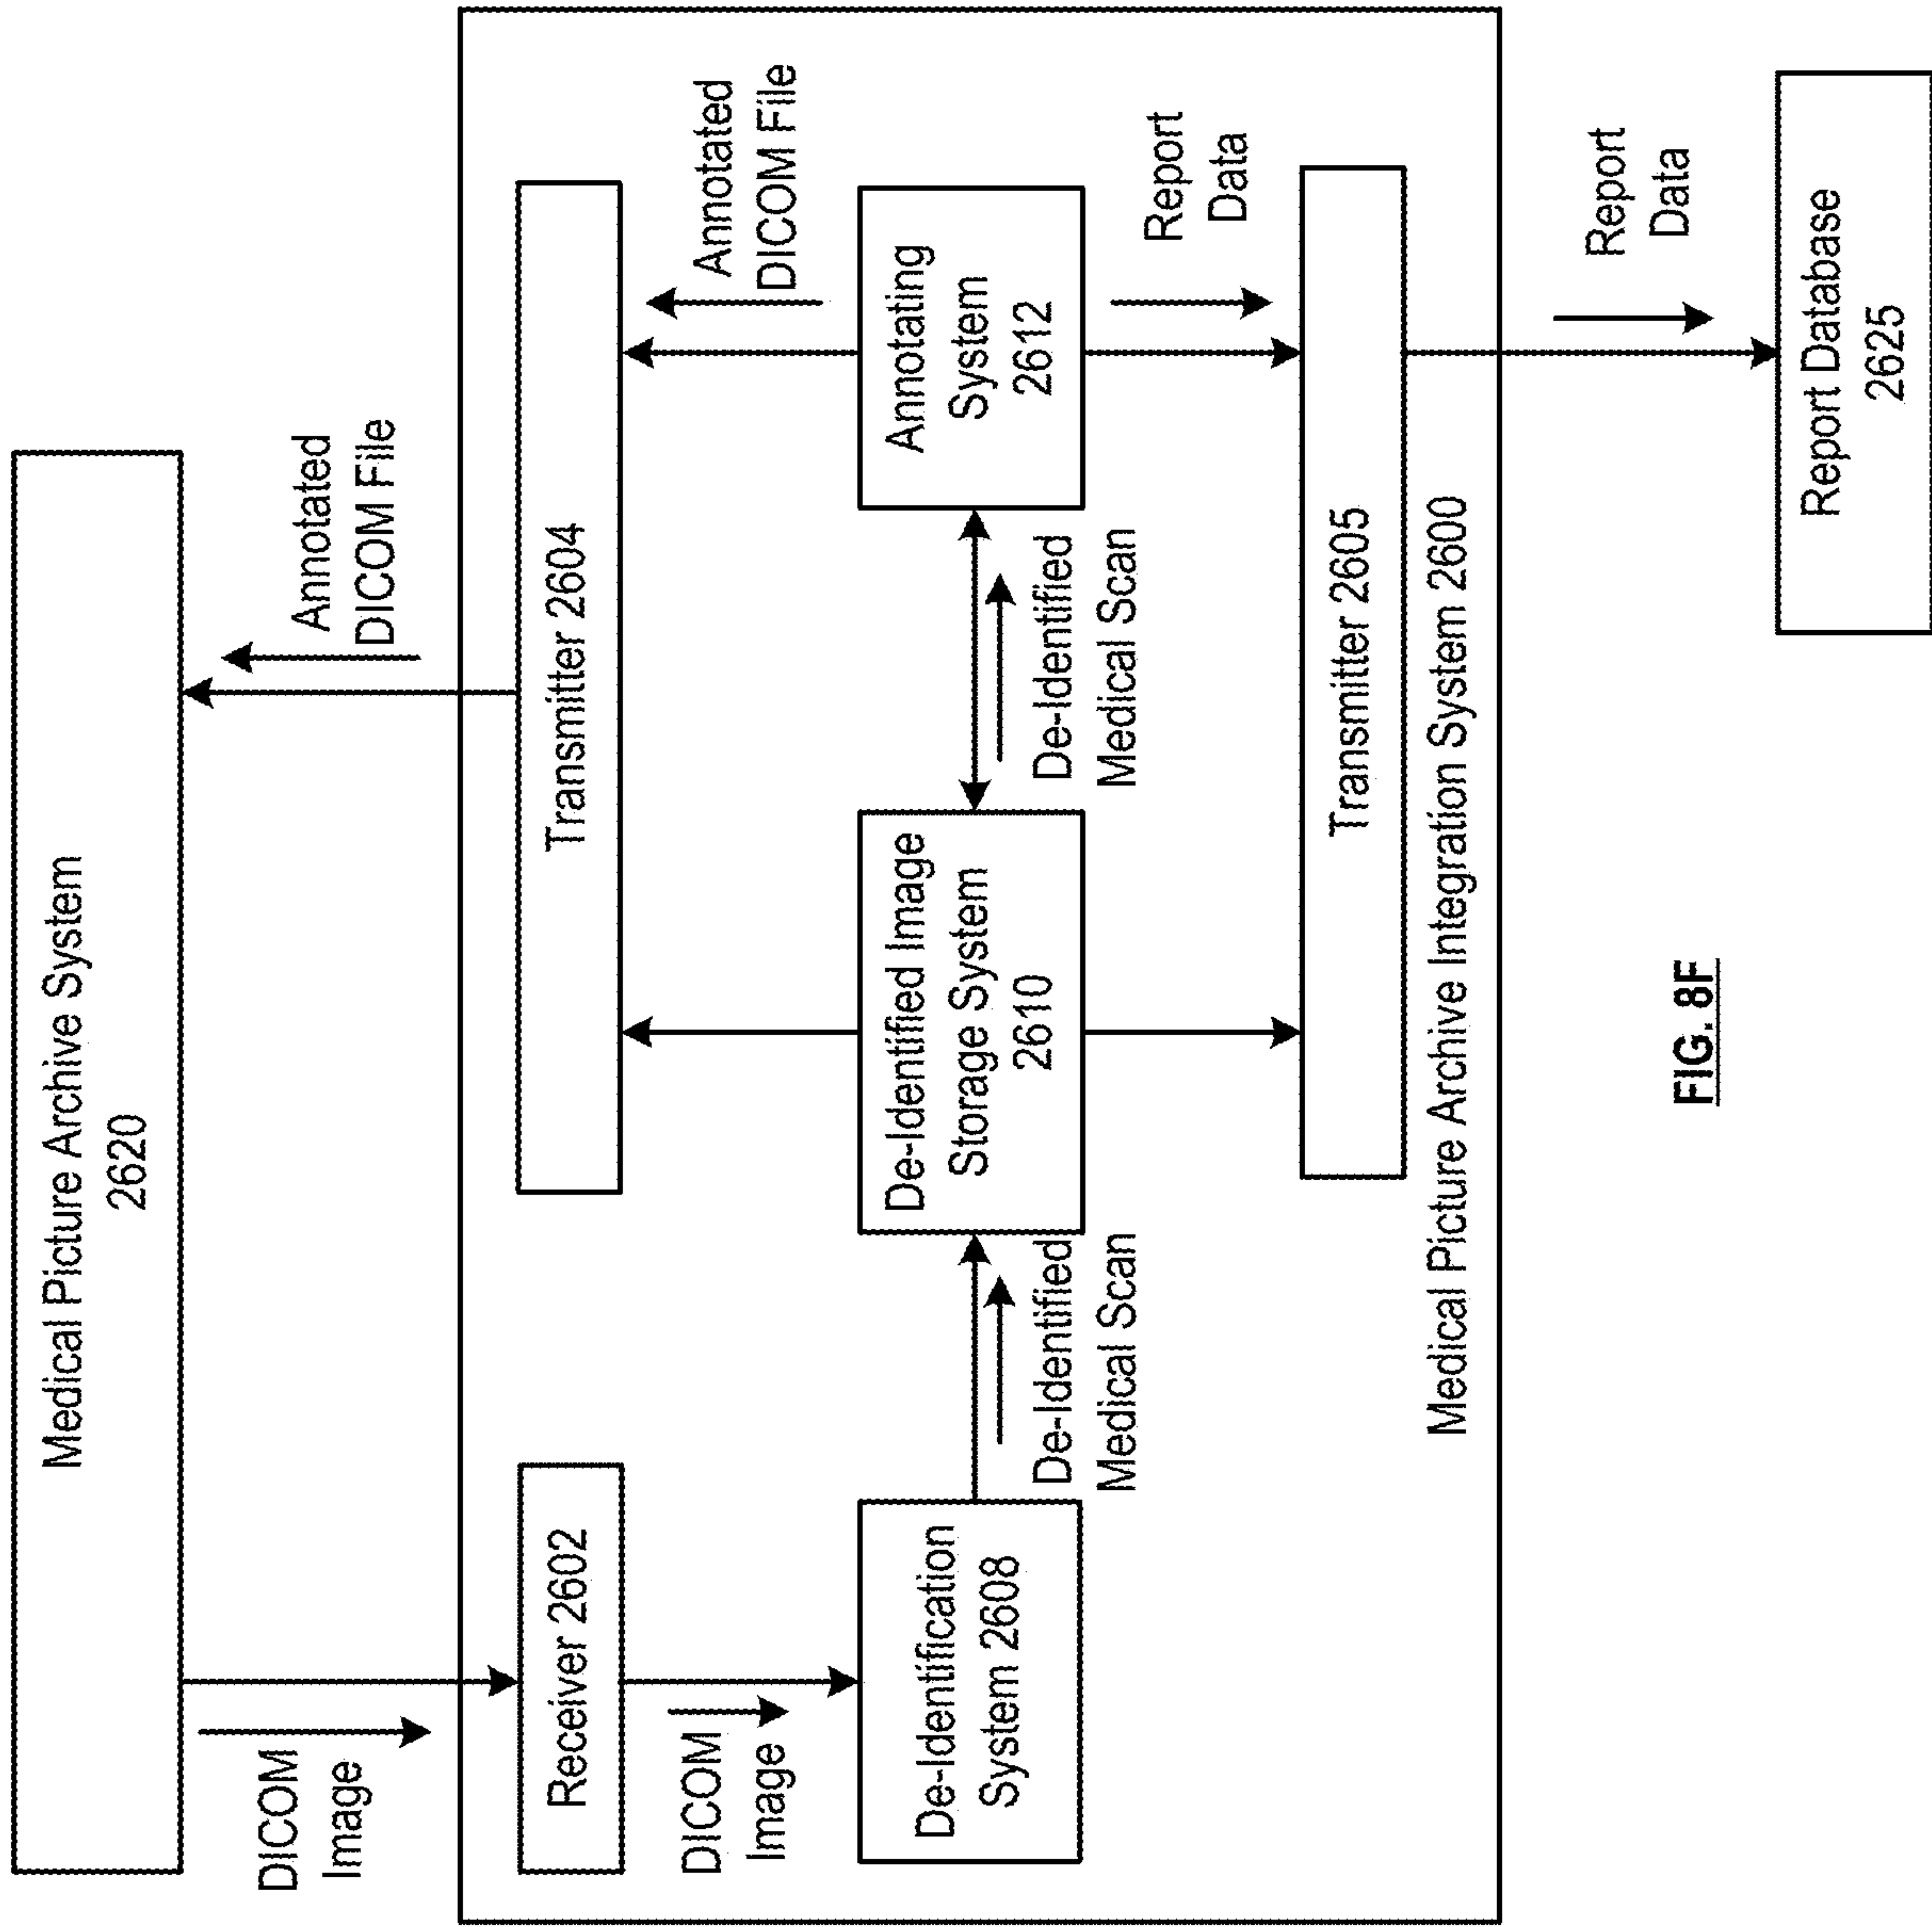 Medical Picture Archive System
2620
DICOM
Image
Annotated
DICOM File
Receiver 2602
Transmitter 2604
DICOM
Image
Annotated
DICOM File
De-Identification
System 2608
De-Identified Image
Storage System
2610
Annotating
System
2612
De-Identified
Medical Scan
De-Identified
Medical Scan
Report
Data
Transmitter 2605
Medical Picture Archive Integration System 2600
Report
Data
Report Database
2625
FIG. 8F